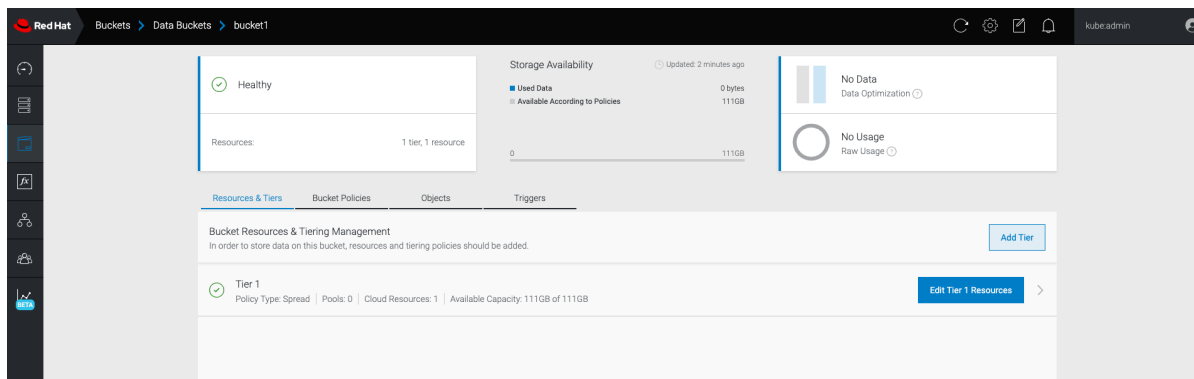 Red Hat
Buckets > Data Buckets > bucket1
kube:admin
Healthy
Resources: 1 tier, 1 resource
Storage Availability
Updated: 2 minutes ago
Used Data 0 bytes
Available According to Policies 111GB
0 111GB
No Data
Data Optimization ?
No Usage
Raw Usage ?
fx
BETA
Resources & Tiers Bucket Policies Objects Triggers
Bucket Resources & Tiering Management
In order to store data on this bucket, resources and tiering policies should be added.
Add Tier
Tier 1
Policy Type: Spread | Pools: 0 | Cloud Resources: 1 | Available Capacity: 111GB of 111GB
Edit Tier 1 Resources